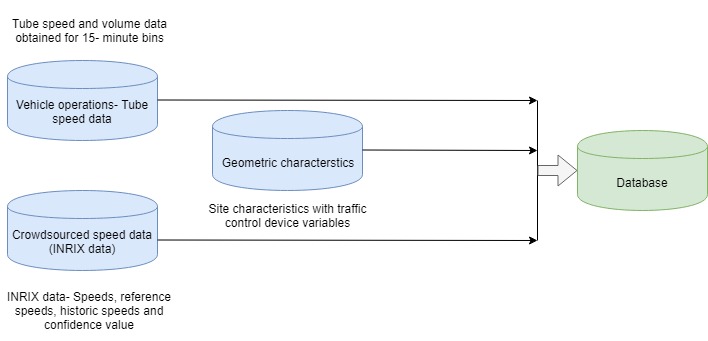 Tube speed and volume data
obtained for 15- minute bins
Vehicle operations- Tube
speed data
Geometric characterstics
Site characteristics with traffic
control device variables
Database
Crowdsourced speed data
(INRIX data)
INRIX data- Speeds, reference
speeds, historic speeds and
confidence value